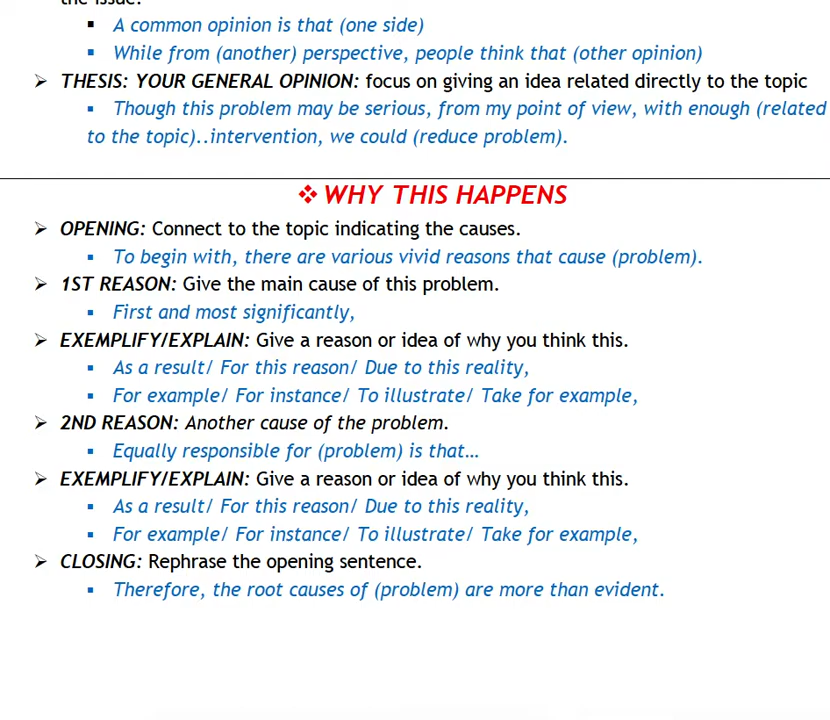 the issue.
▪ A common opinion is that (one side)
▪ While from (another) perspective, people think that (other opinion)
➢ THESIS: YOUR GENERAL OPINION: focus on giving an idea related directly to the topic
▪ Though this problem may be serious, from my point of view, with enough (related
to the topic)..intervention, we could (reduce problem).
❖ WHY THIS HAPPENS
➢ OPENING: Connect to the topic indicating the causes.
▪ To begin with, there are various vivid reasons that cause (problem).
➢ 1ST REASON: Give the main cause of this problem.
▪ First and most significantly,
➢ EXEMPLIFY/EXPLAIN: Give a reason or idea of why you think this.
▪ As a result/ For this reason/ Due to this reality,
▪ For example/ For instance/ To illustrate/ Take for example,
➢ 2ND REASON: Another cause of the problem.
▪ Equally responsible for (problem) is that…
➢ EXEMPLIFY/EXPLAIN: Give a reason or idea of why you think this.
▪ As a result/ For this reason/ Due to this reality,
▪ For example/ For instance/ To illustrate/ Take for example,
➢ CLOSING: Rephrase the opening sentence.
▪ Therefore, the root causes of (problem) are more than evident.